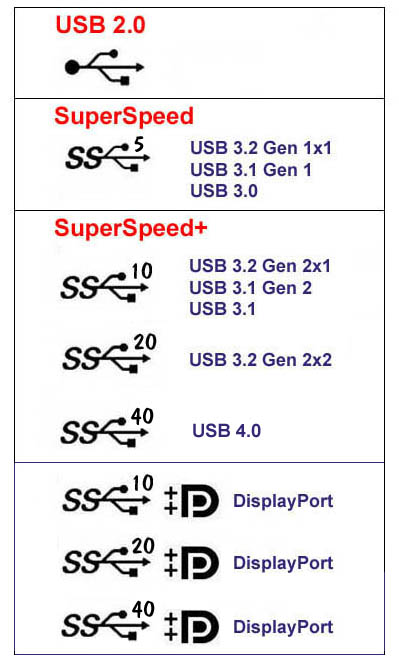 USB 2.0
SuperSpeed
SS 5
USB 3.2 Gen 1x1
USB 3.1 Gen 1
USB 3.0
SuperSpeed+
SS 10
USB 3.2 Gen 2x1
USB 3.1 Gen 2
USB 3.1
SS 20 USB 3.2 Gen 2x2
SS 40 USB 4.0
SS 10 DisplayPort
SS 20 DisplayPort
SS 40 DisplayPort